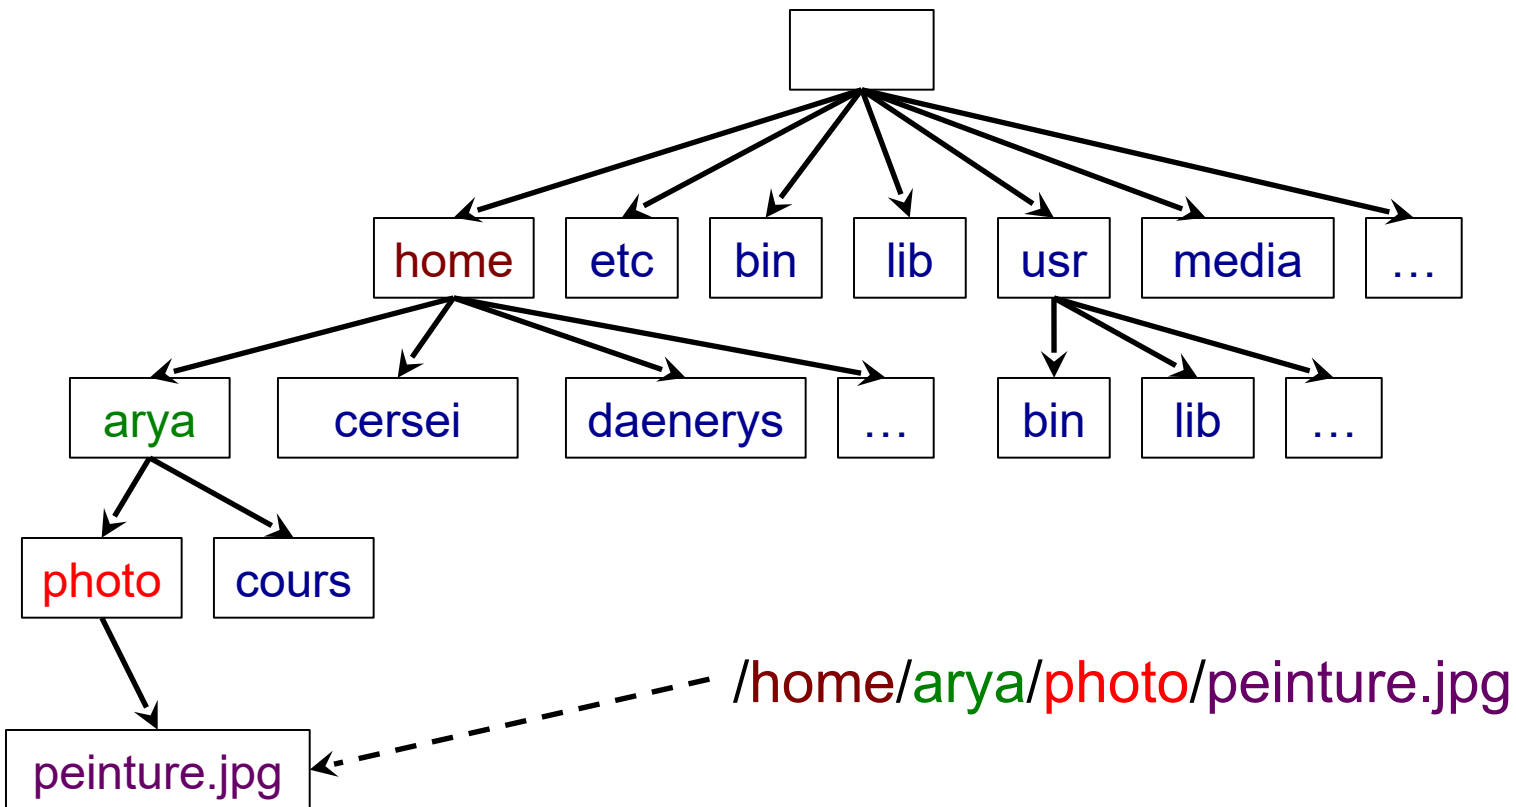 home etc bin lib usr media …
arya cersei daenerys … bin lib …
photo cours
/home/arya/photo/peinture.jpg
peinture.jpg